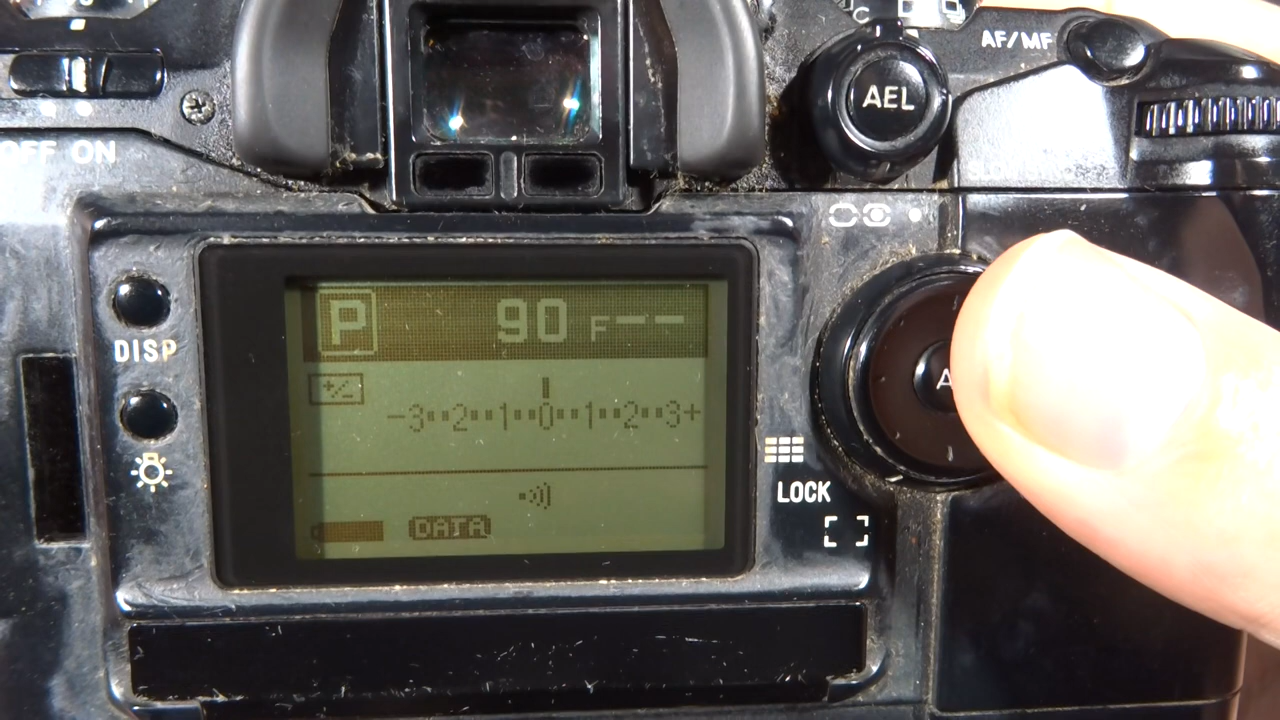 AF/MF
AEL
OFF ON
P 90 F--
DISP
+/-
-3··2··1··0··1··2··3+
A
LOCK
DATA